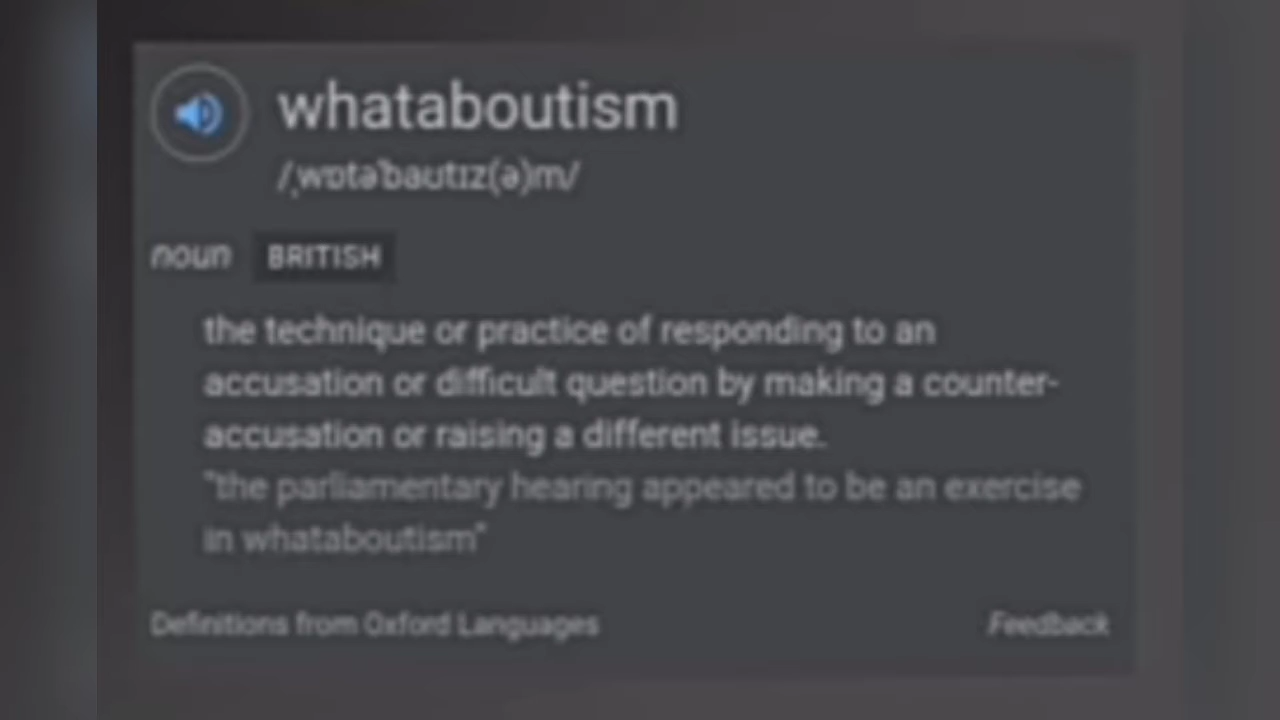 whataboutism
/ˌwɒtəˈbaʊtɪz(ə)m/
noun BRITISH
the technique or practice of responding to an
accusation or difficult question by making a counter-
accusation or raising a different issue.
"the parliamentary hearing appeared to be an exercise
in whataboutism"
Definitions from Oxford Languages
Feedback